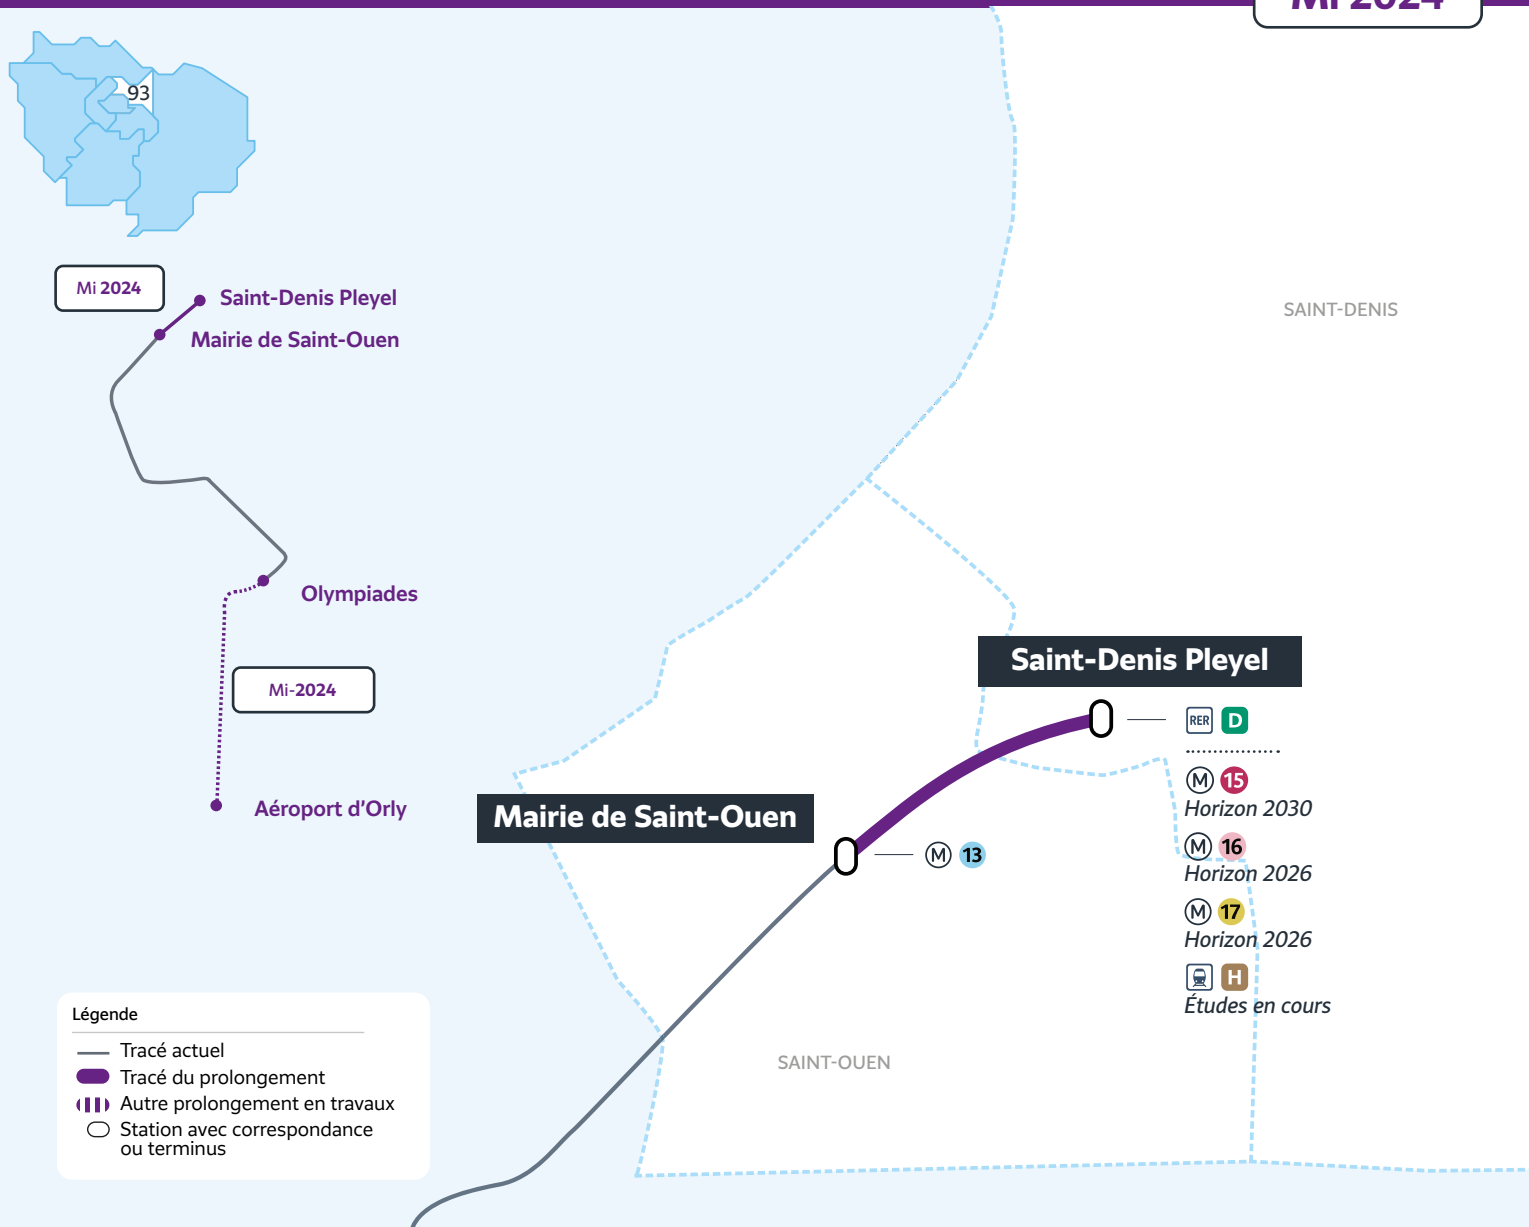 Mi 2024
93
Mi 2024
Saint-Denis Pleyel
Mairie de Saint-Ouen
Olympiades
Mi-2024
Aéroport d'Orly
SAINT-DENIS
Saint-Denis Pleyel
RER D
M 15
Horizon 2030
M 16
Horizon 2026
M 17
Horizon 2026
H
Études en cours
Mairie de Saint-Ouen
M 13
SAINT-OUEN
Légende
Tracé actuel
Tracé du prolongement
Autre prolongement en travaux
Station avec correspondance
ou terminus